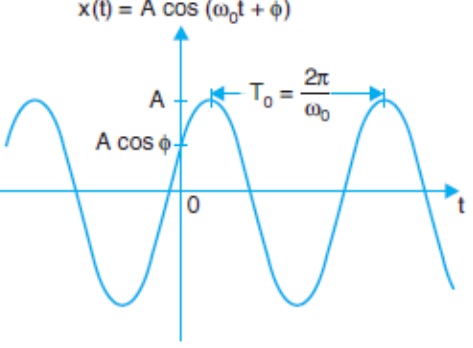 x(t) = A cos (ω₀t + ϕ)
A
T₀ = 2π/ω₀
A cos ϕ
0
t